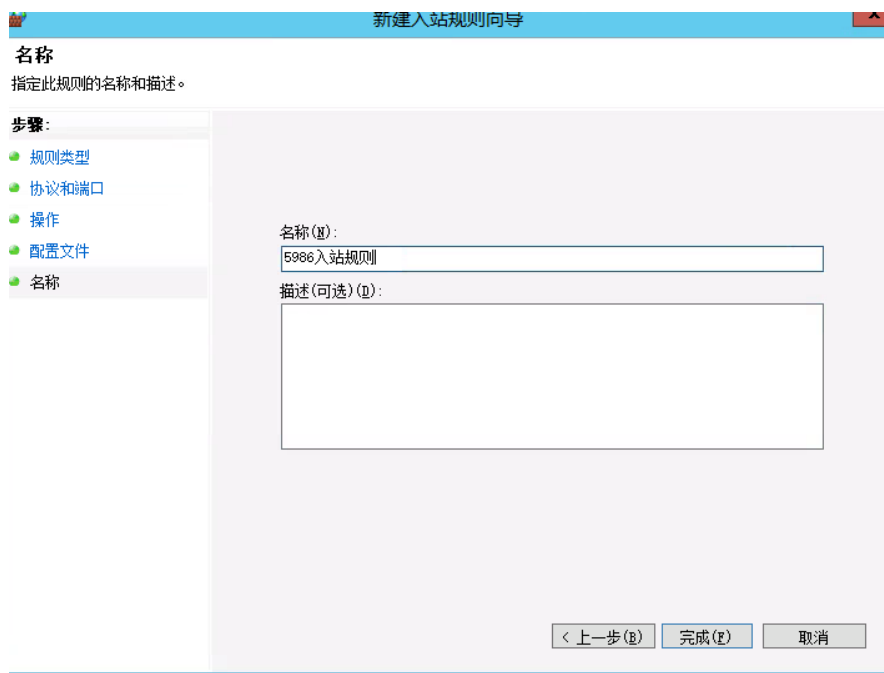 新建入站规则向导
名称
指定此规则的名称和描述。
步骤:
规则类型
协议和端口
操作
配置文件
名称
名称(N):
5986入站规则
描述(可选)(D):
< 上一步(B)
完成(F)
取消